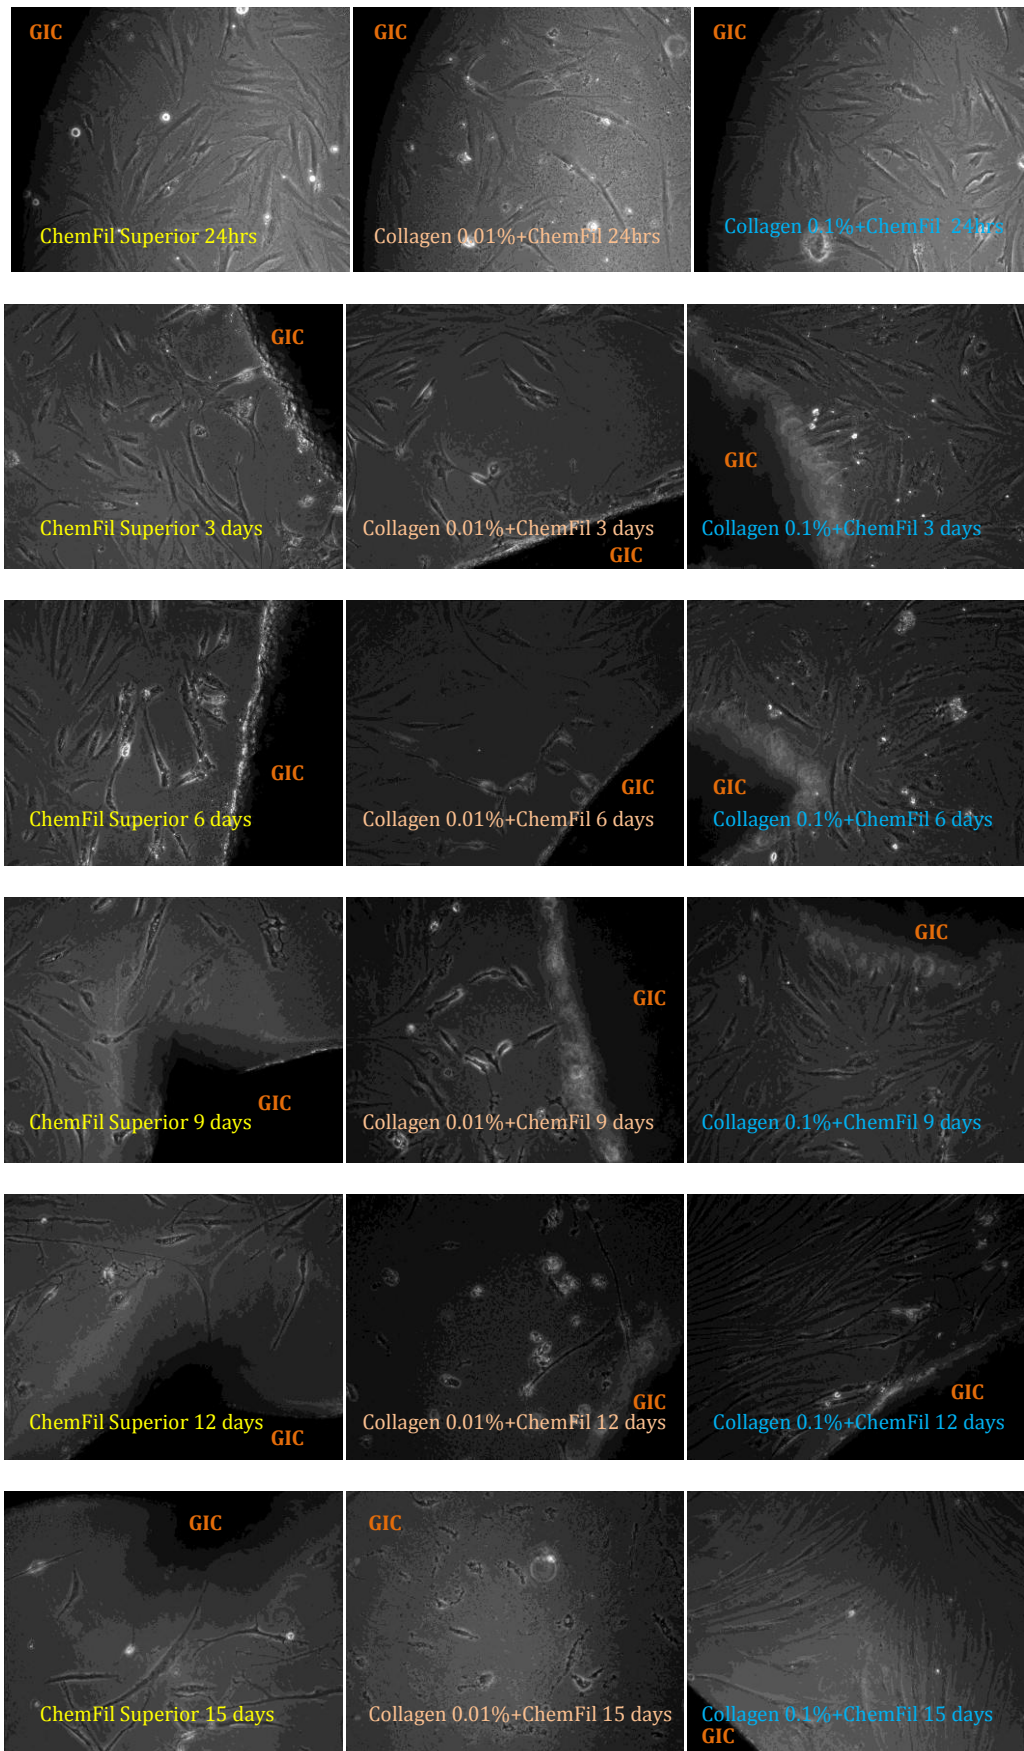 GIC
GIC
GIC
ChemFil Superior 24hrs
Collagen 0.01%+ChemFil 24hrs
Collagen 0.1%+ChemFil 24hrs
GIC
GIC
ChemFil Superior 3 days
Collagen 0.01%+ChemFil 3 days
Collagen 0.1%+ChemFil 3 days
GIC
GIC
GIC
GIC
ChemFil Superior 6 days
Collagen 0.01%+ChemFil 6 days
Collagen 0.1%+ChemFil 6 days
GIC
GIC
GIC
ChemFil Superior 9 days
Collagen 0.01%+ChemFil 9 days
Collagen 0.1%+ChemFil 9 days
GIC
GIC
ChemFil Superior 12 days
Collagen 0.01%+ChemFil 12 days
Collagen 0.1%+ChemFil 12 days
GIC
GIC
GIC
ChemFil Superior 15 days
Collagen 0.01%+ChemFil 15 days
Collagen 0.1%+ChemFil 15 days
GIC